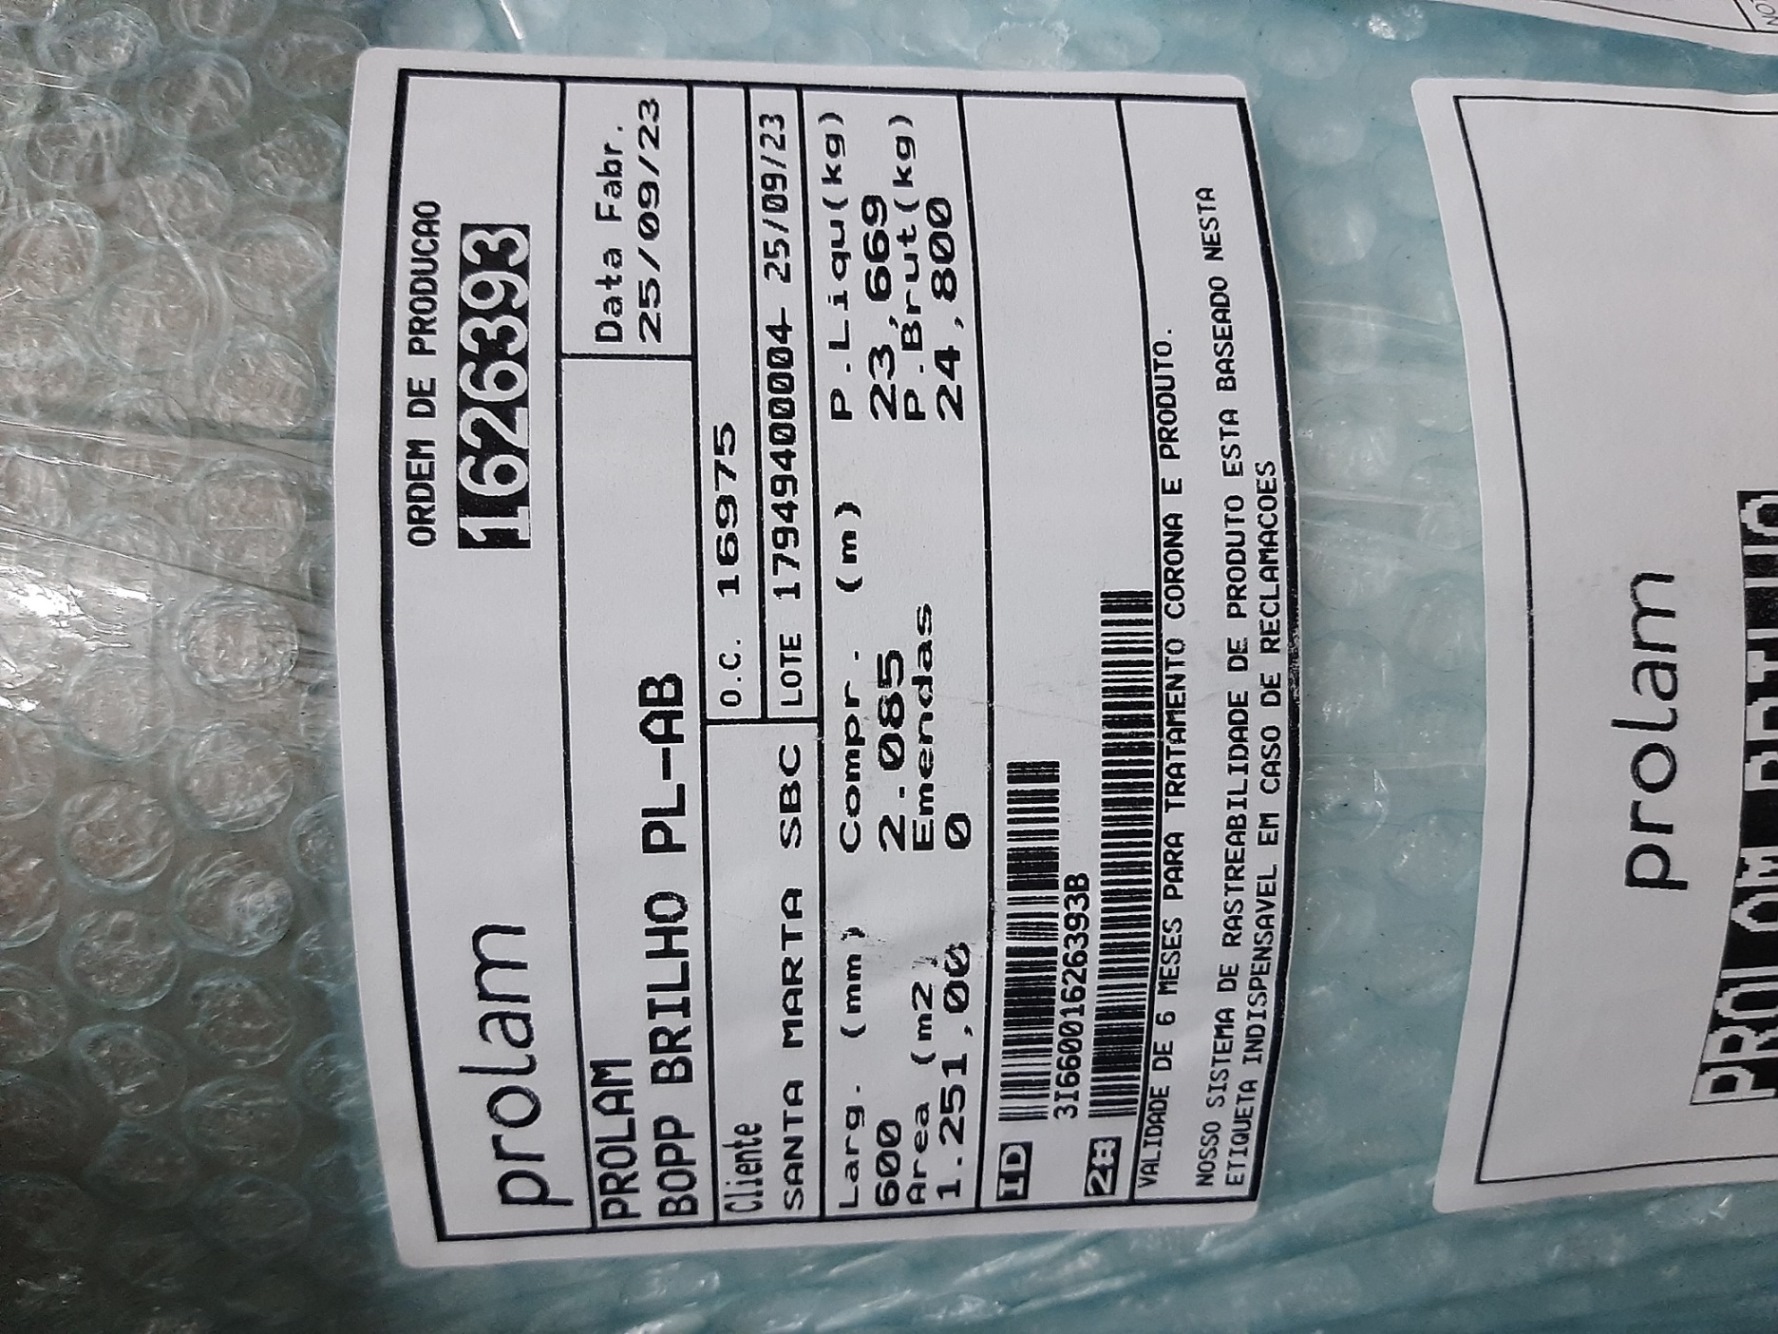 ORDEM DE PRODUCAO
prolam
1626393
PROLAM
BOPP BRILHO PL-AB
Data Fabr.
25/09/23
Cliente
SANTA MARTA SBC
O.C. 16975
LOTE 17949400004- 25/09/23
Larg. (mm) Compr. (m) P.Liqu(kg)
600 2.085 23,669
Area (m2) Emendas P.Brut(kg)
1.251,00 0 24,800
ID
3I66001626393B
2#
VALIDADE DE 6 MESES PARA TRATAMENTO CORONA E PRODUTO.
NOSSO SISTEMA DE RASTREABILIDADE DE PRODUTO ESTA BASEADO NESTA
ETIQUETA INDISPENSAVEL EM CASO DE RECLAMACOES
prolam
PROLAM BRILHO